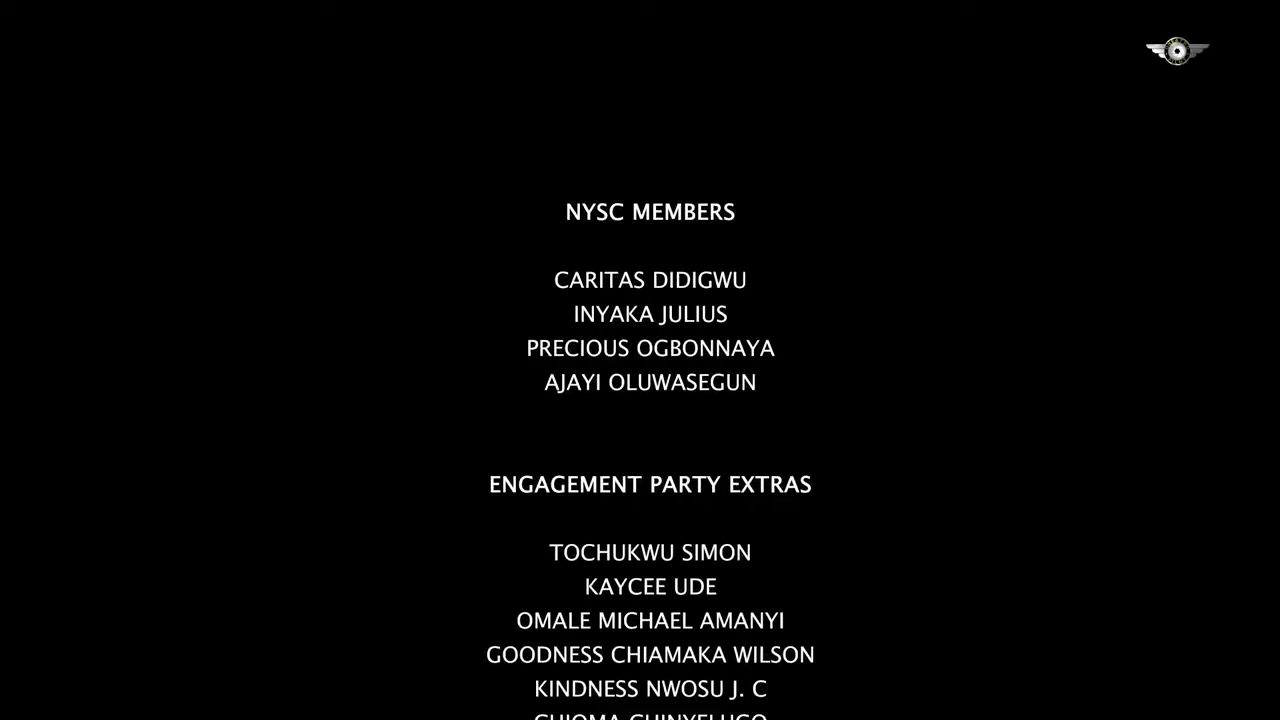 NYSC MEMBERS
CARITAS DIDIGWU
INYAKA JULIUS
PRECIOUS OGBONNAYA
AJAYI OLUWASEGUN
ENGAGEMENT PARTY EXTRAS
TOCHUKWU SIMON
KAYCEE UDE
OMALE MICHAEL AMANYI
GOODNESS CHIAMAKA WILSON
KINDNESS NWOSU J. C